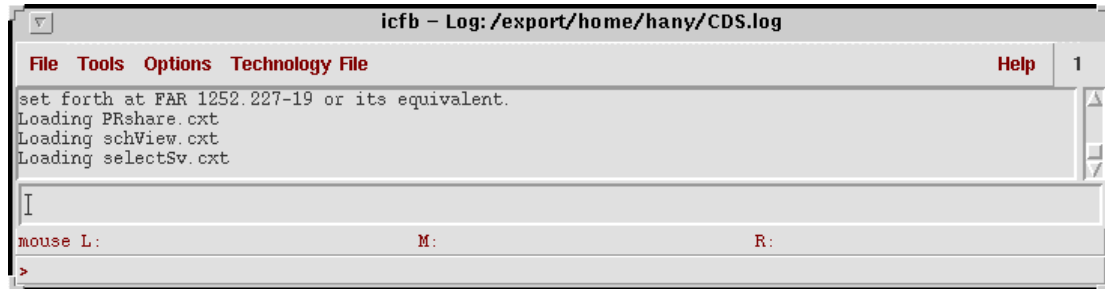 icfb – Log: /export/home/hany/CDS.log
File Tools Options Technology File Help 1
set forth at FAR 1252.227-19 or its equivalent.
Loading PRshare.cxt
Loading schView.cxt
Loading selectSv.cxt
mouse L: M: R:
>